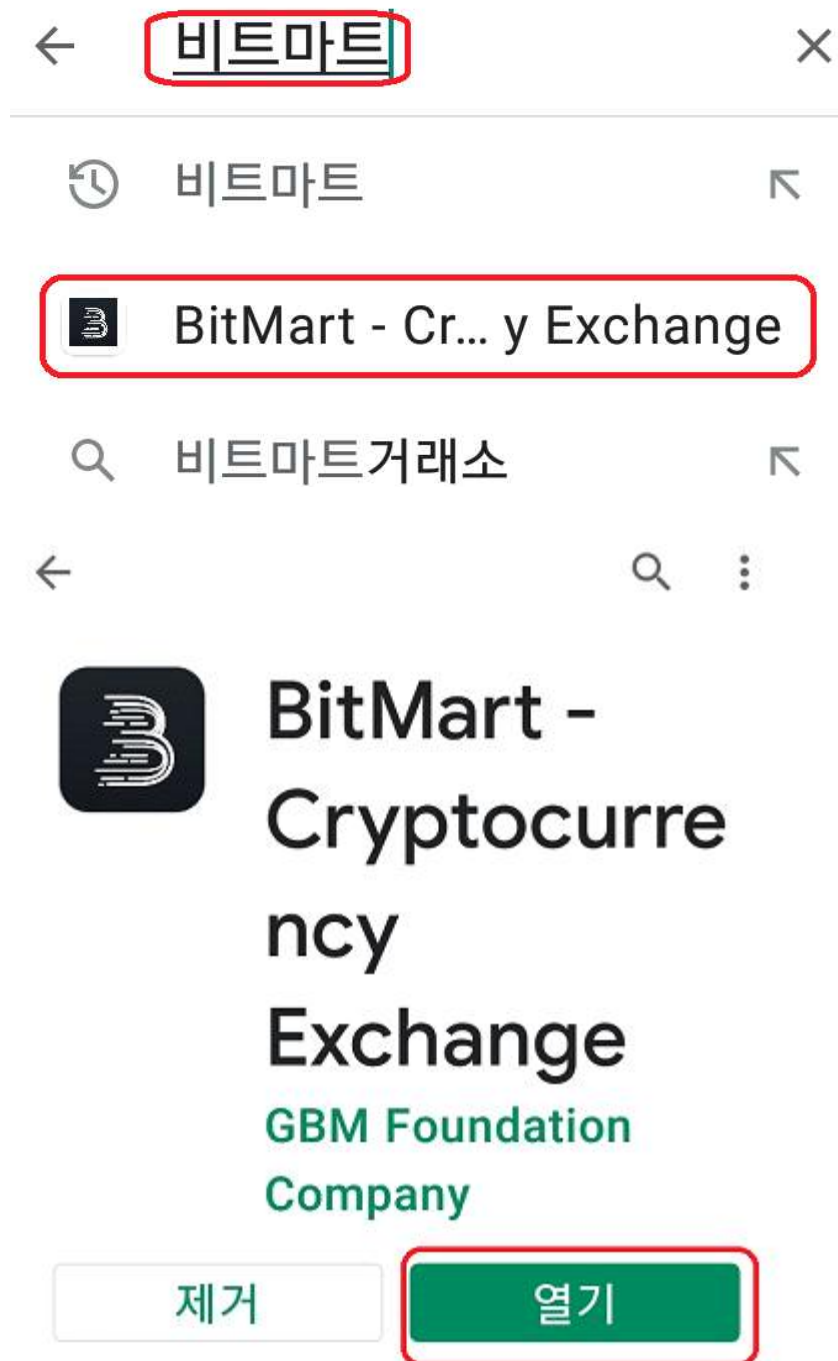 비트마트
비트마트
BitMart - Cr... y Exchange
비트마트거래소
BitMart -
Cryptocurre
ncy
Exchange
GBM Foundation
Company
제거
열기